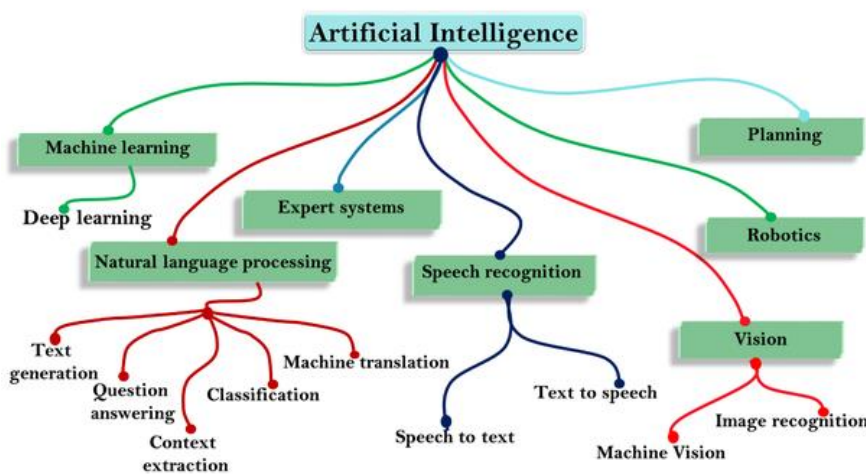 Artificial Intelligence
Machine learning
Planning
Deep learning
Expert systems
Robotics
Natural language processing
Speech recognition
Text
generation
Question
answering
Context
extraction
Classification
Machine translation
Speech to text
Text to speech
Vision
Machine Vision
Image recognition